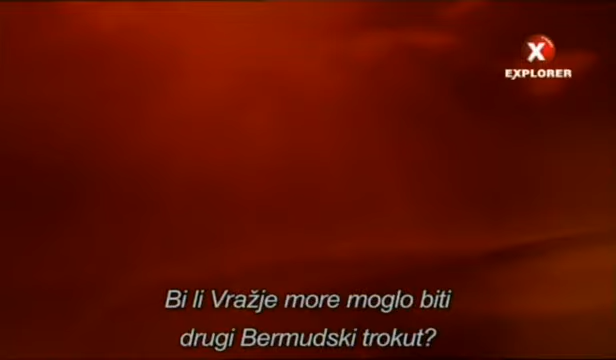 X
EXPLORER
Bi li Vražje more moglo biti
drugi Bermudski trokut?